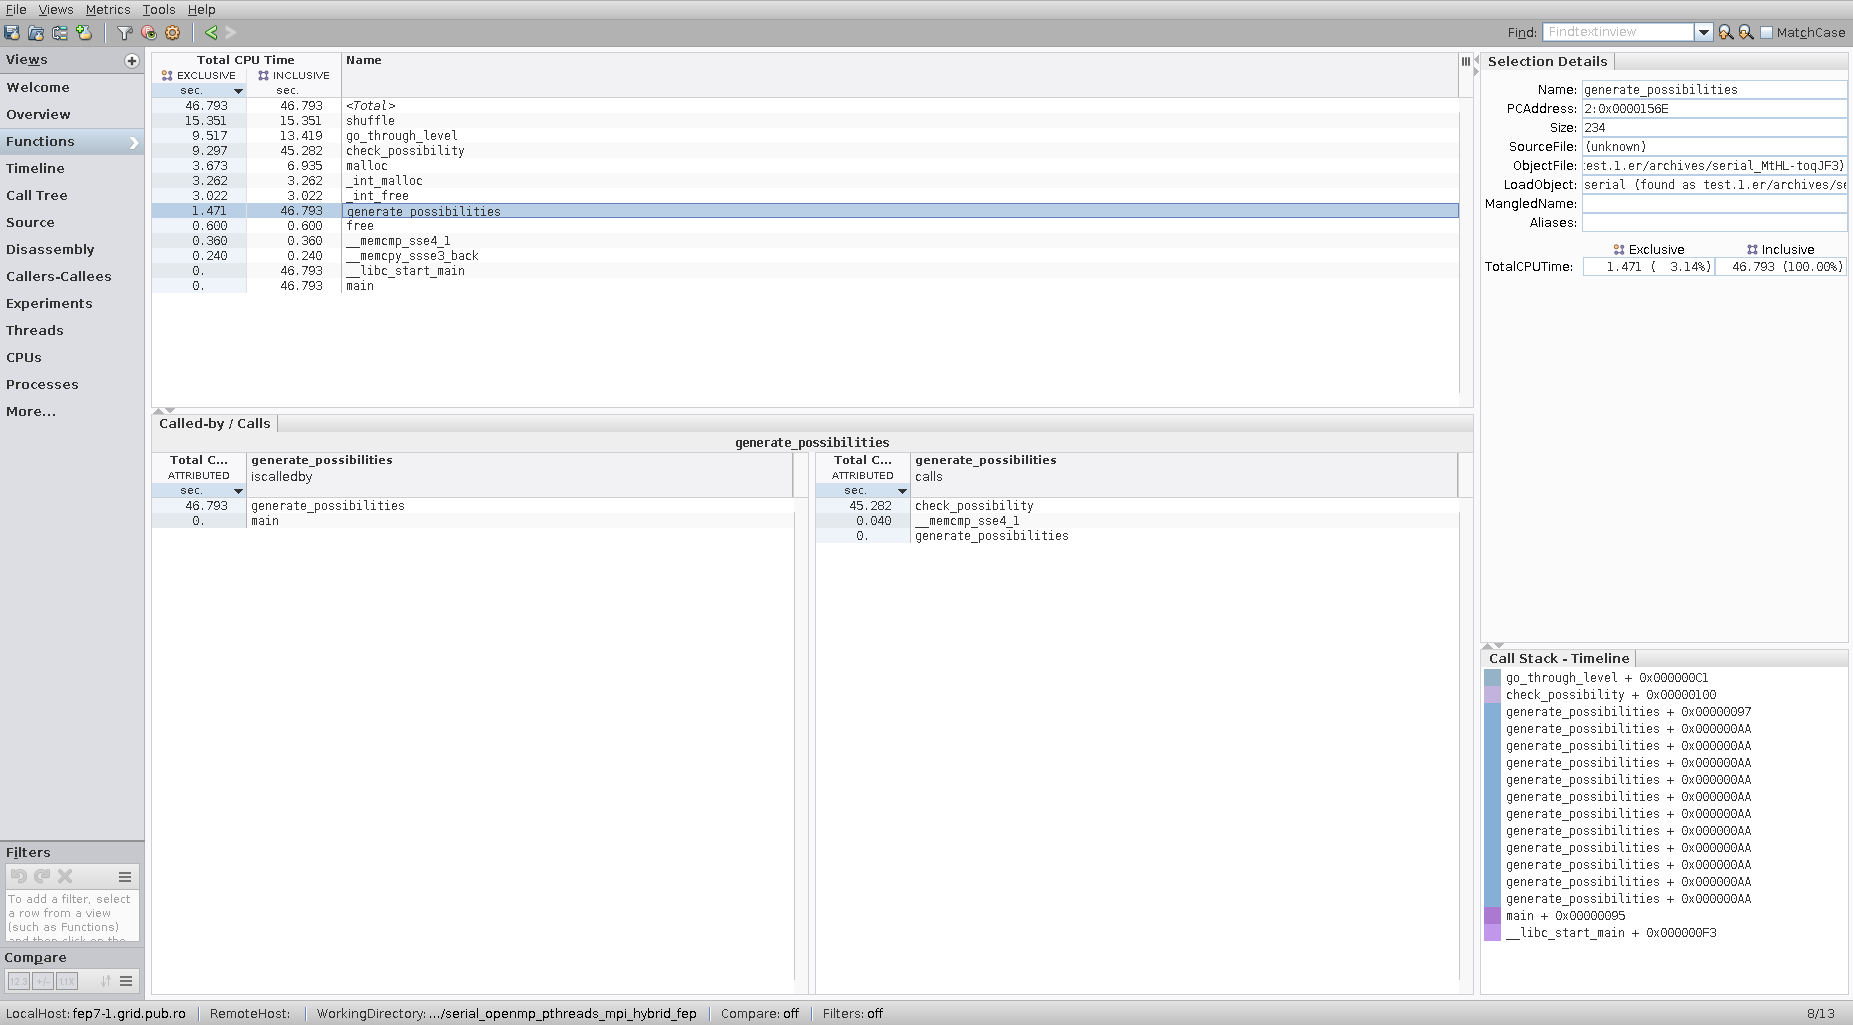 File Views Metrics Tools Help
Find: Findtextinview MatchCase
Views
Welcome
Overview
Functions
Timeline
Call Tree
Source
Disassembly
Callers-Callees
Experiments
Threads
CPUs
Processes
More...
Filters
To add a filter, select
a row from a view
(such as Functions)
and then click on the
Compare
12.3 +/- 1.1X
Total CPU Time Name
EXCLUSIVE INCLUSIVE
sec. sec.
46.793 46.793 <Total>
15.351 15.351 shuffle
9.517 13.419 go_through_level
9.297 45.282 check_possibility
3.673 6.935 malloc
3.262 3.262 _int_malloc
3.022 3.022 _int_free
1.471 46.793 generate_possibilities
0.600 0.600 free
0.360 0.360 __memcmp_sse4_1
0.240 0.240 __memcpy_ssse3_back
0. 46.793 __libc_start_main
0. 46.793 main
Called-by / Calls
generate_possibilities
Total C... generate_possibilities
ATTRIBUTED iscalledby
sec.
46.793 generate_possibilities
0. main
Total C... generate_possibilities
ATTRIBUTED calls
sec.
45.282 check_possibility
0.040 __memcmp_sse4_1
0. generate_possibilities
Selection Details
Name: generate_possibilities
PCAddress: 2:0x0000156E
Size: 234
SourceFile: (unknown)
ObjectFile: test.1.er/archives/serial_MtHL-toqJF3)
LoadObject: serial (found as test.1.er/archives/se
MangledName:
Aliases:
Exclusive Inclusive
TotalCPUTime: 1.471 ( 3.14%) 46.793 (100.00%)
Call Stack - Timeline
go_through_level + 0x000000C1
check_possibility + 0x00000100
generate_possibilities + 0x00000097
generate_possibilities + 0x000000AA
generate_possibilities + 0x000000AA
generate_possibilities + 0x000000AA
generate_possibilities + 0x000000AA
generate_possibilities + 0x000000AA
generate_possibilities + 0x000000AA
generate_possibilities + 0x000000AA
generate_possibilities + 0x000000AA
generate_possibilities + 0x000000AA
generate_possibilities + 0x000000AA
generate_possibilities + 0x000000AA
main + 0x00000095
__libc_start_main + 0x000000F3
LocalHost: fep7-1.grid.pub.ro RemoteHost: WorkingDirectory: .../serial_openmp_pthreads_mpi_hybrid_fep Compare: off Filters: off 8/13